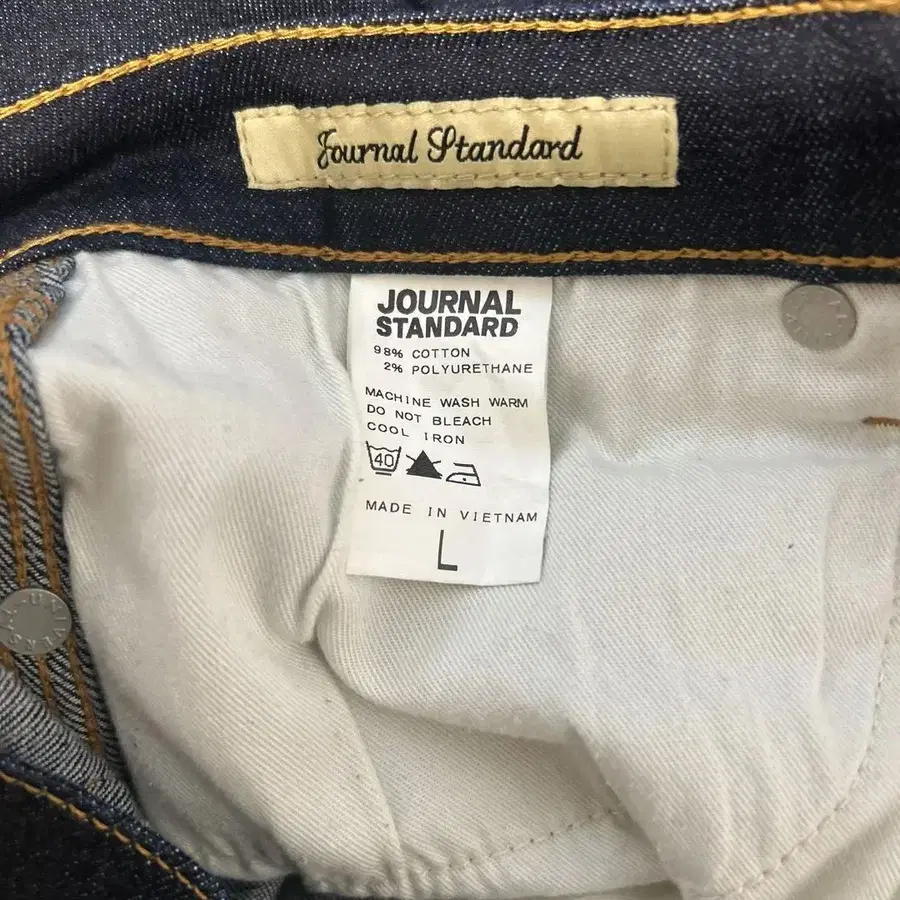 Journal Standard
JOURNAL
STANDARD
98% COTTON
2% POLYURETHANE
MACHINE WASH WARM
DO NOT BLEACH
COOL IRON
40
MADE IN VIETNAM
L